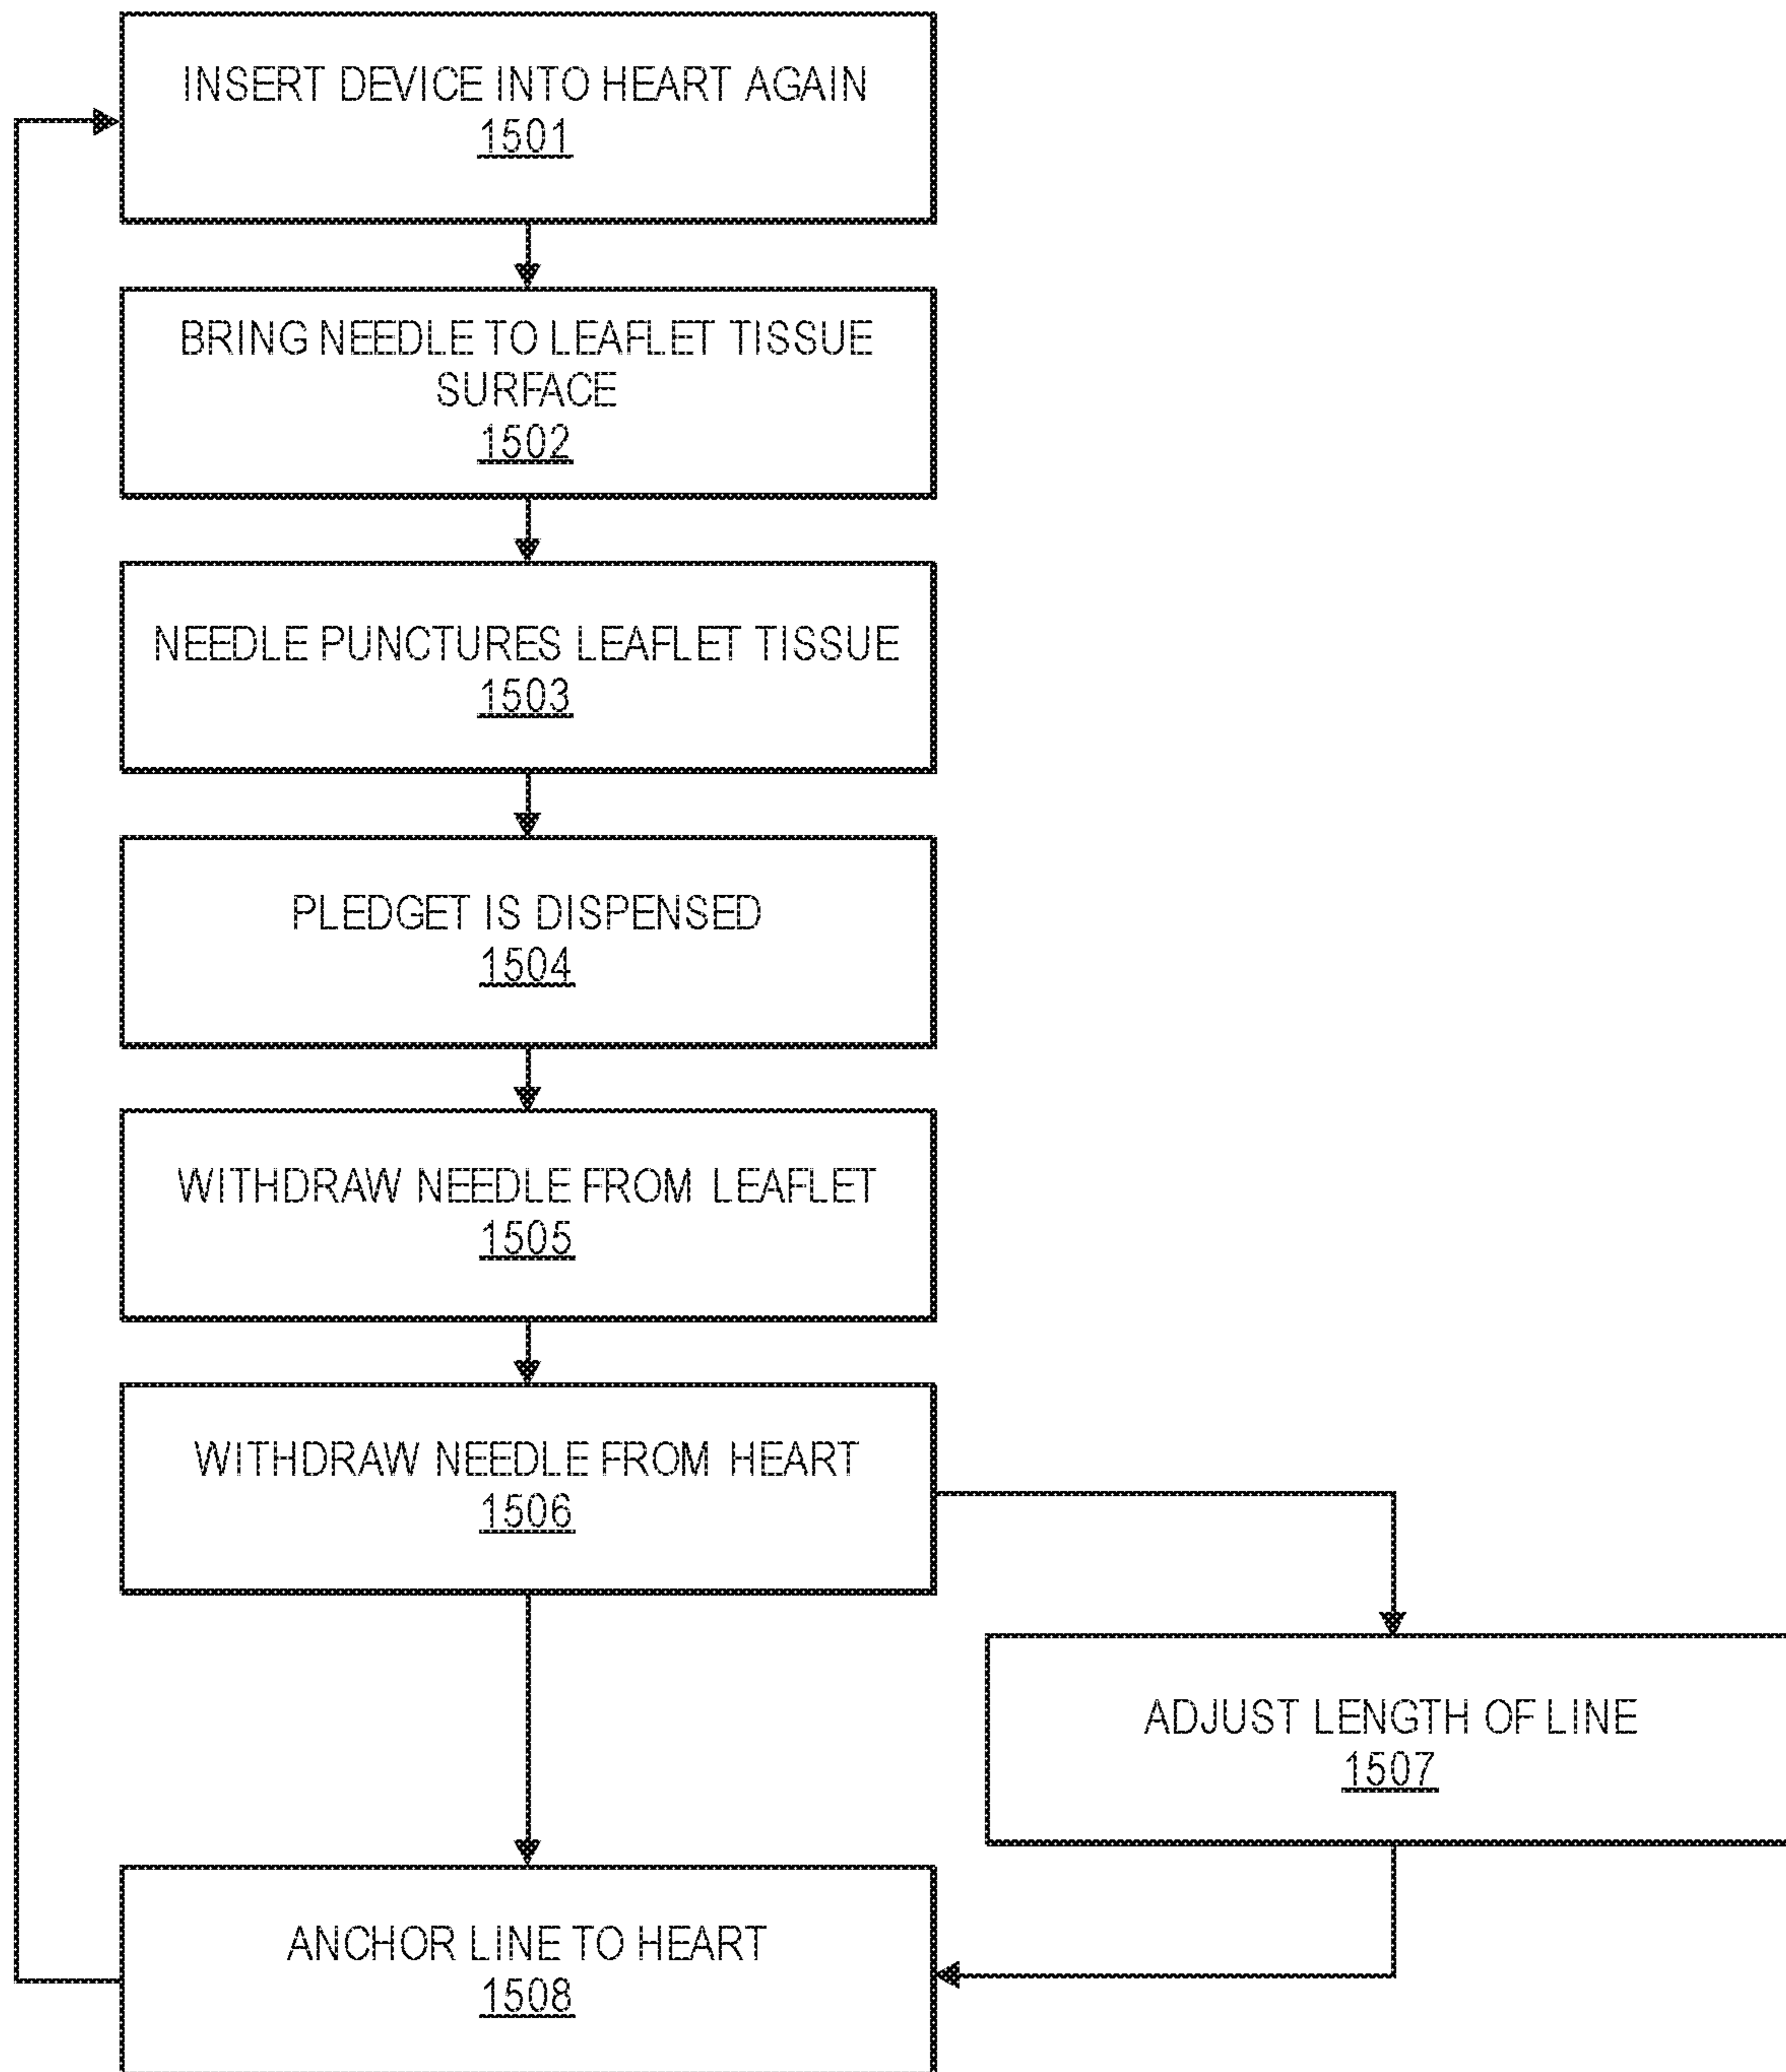 INSERT DEVICE INTO HEART AGAIN
1501
BRING NEEDLE TO LEAFLET TISSUE
SURFACE
1502
NEEDLE PUNCTURES LEAFLET TISSUE
1503
PLEDGET IS DISPENSED
1504
WITHDRAW NEEDLE FROM LEAFLET
1505
WITHDRAW NEEDLE FROM HEART
1506
ADJUST LENGTH OF LINE
1507
ANCHOR LINE TO HEART
1508